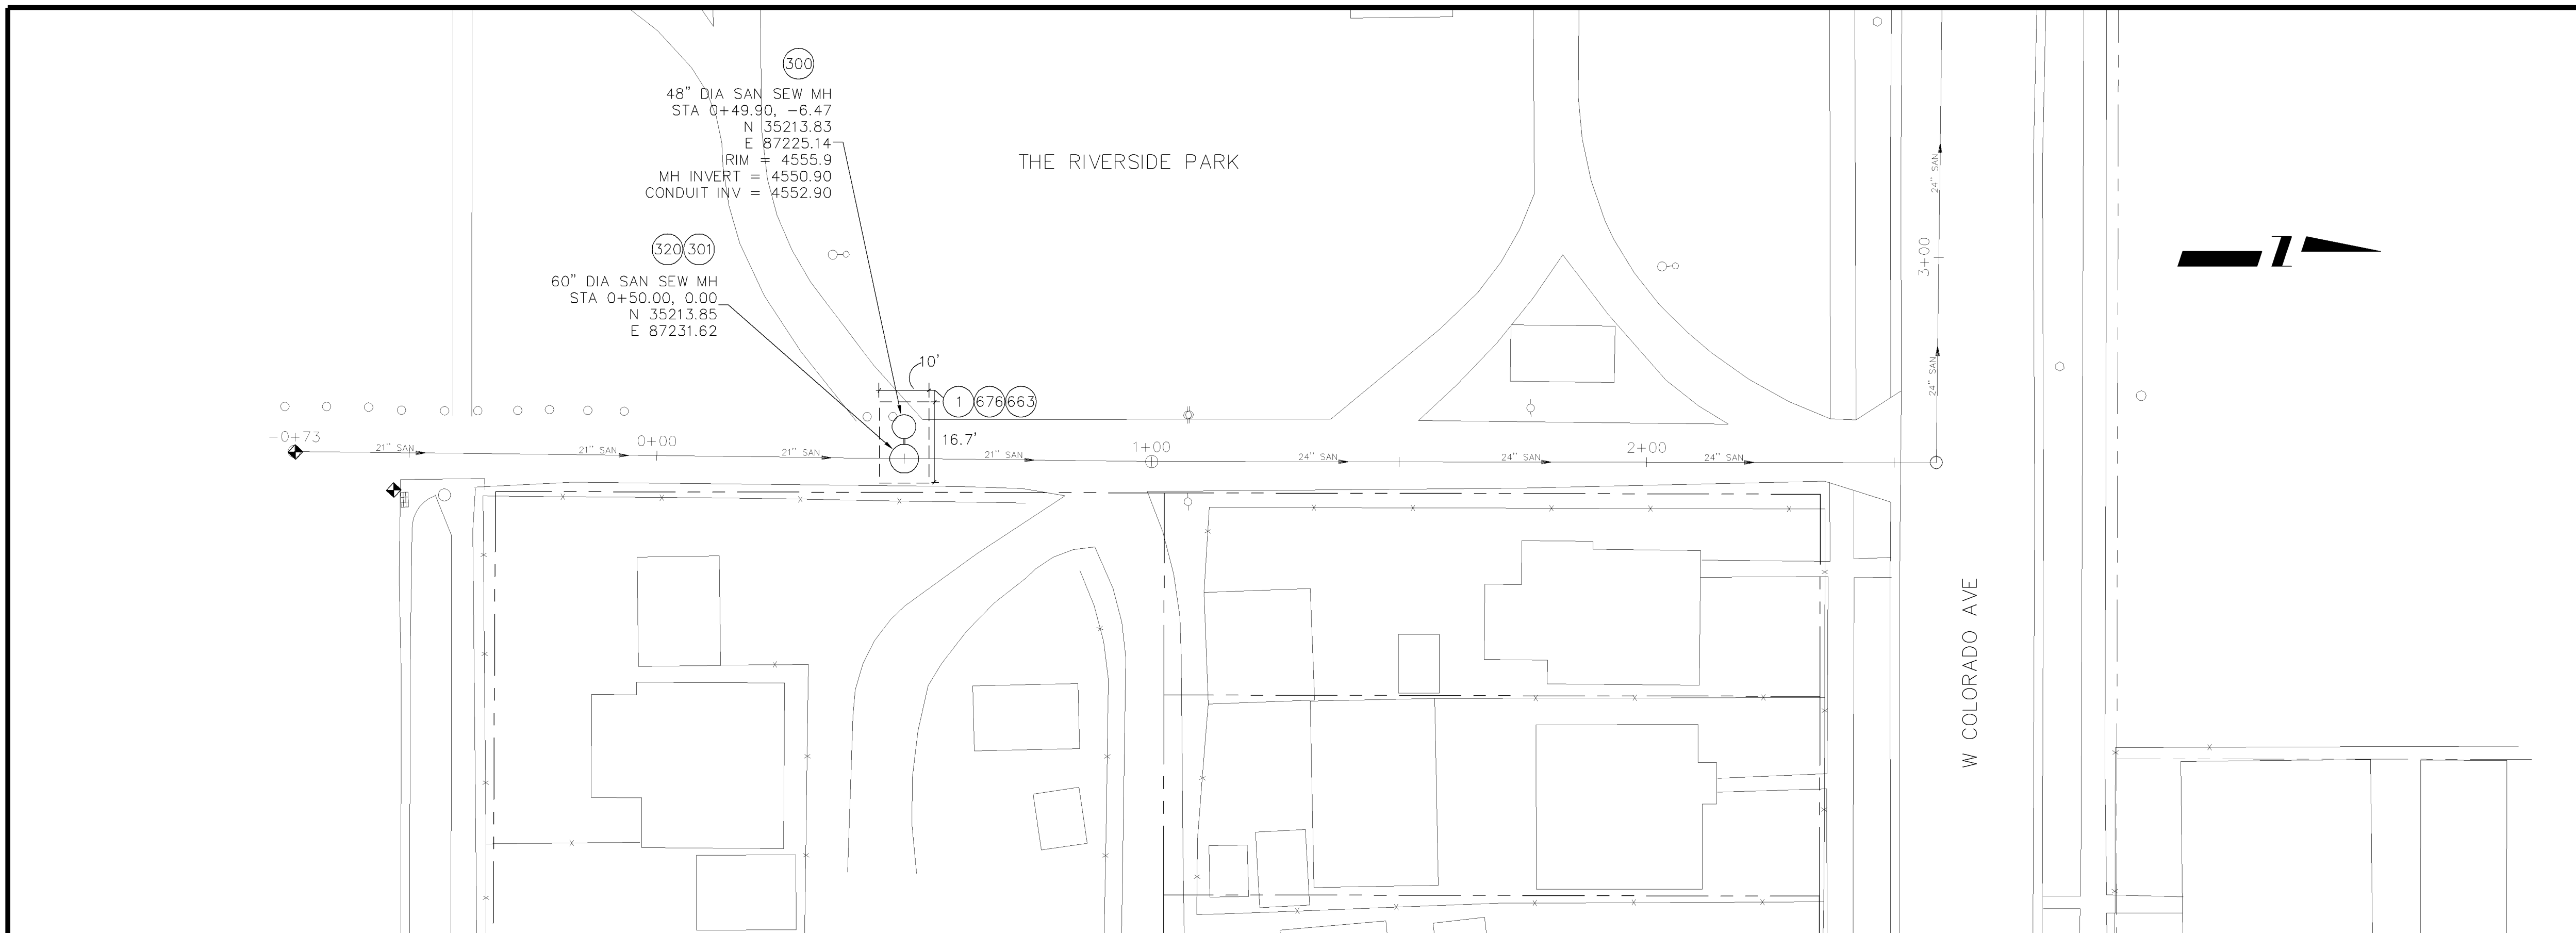 300
48" DIA SAN SEW MH
STA 0+49.90, -6.47
N 35213.83
E 87225.14
RIM = 4555.9
MH INVERT = 4550.90
CONDUIT INV = 4552.90
THE RIVERSIDE PARK
24" SAN
3+00
320 301
60" DIA SAN SEW MH
STA 0+50.00, 0.00
N 35213.85
E 87231.62
10'
1 676 663
24" SAN
16.7'
-0+73
0+00
1+00
2+00
21" SAN
21" SAN
21" SAN
21" SAN
24" SAN
24" SAN
24" SAN
W COLORADO AVE
Z